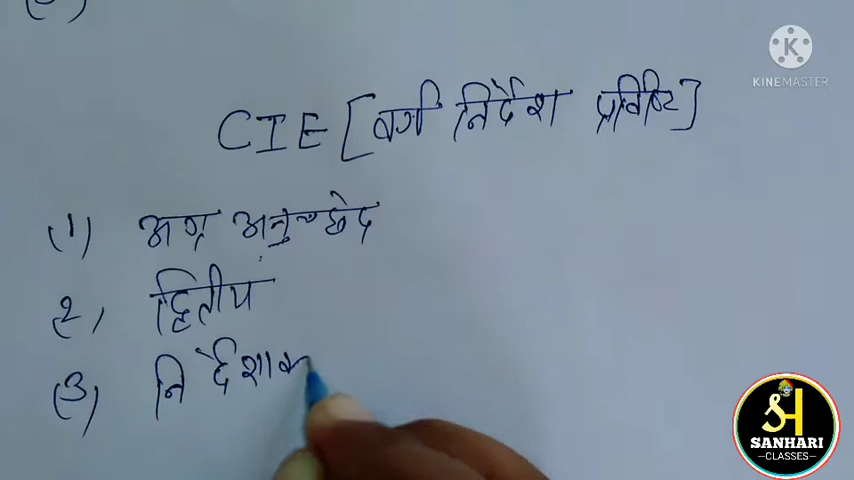 KINEMASTER
CIE [वर्ग निर्देश प्रविष्टि]
(1) अग्र अनुच्छेद
(2) द्वितीय
(3) निर्देशा
SANHARI
CLASSES